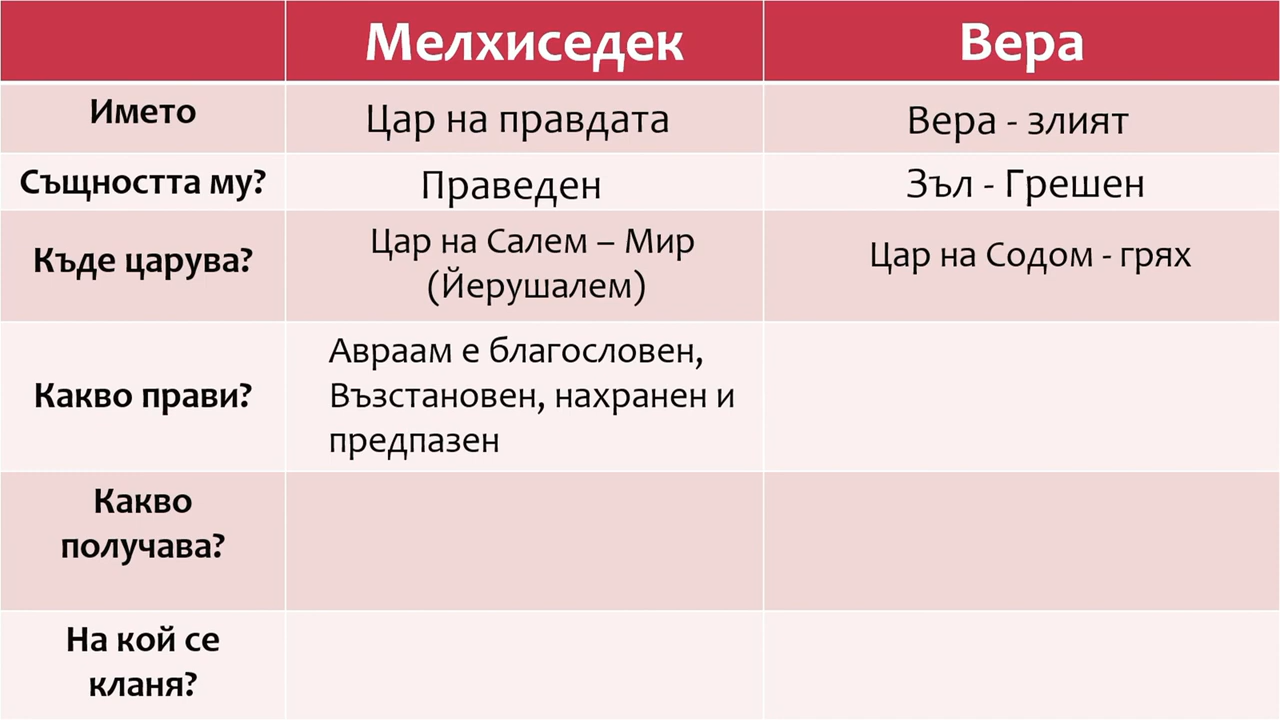 Мелхиседек Вера
Името Цар на правдата Вера - злият
Същността му? Праведен Зъл - Грешен
Къде царува? Цар на Салем – Мир
(Йерушалем) Цар на Содом - грях
Какво прави? Авраам е благословен,
Възстановен, нахранен и
предпазен
Какво
получава?
На кой се
кланя?